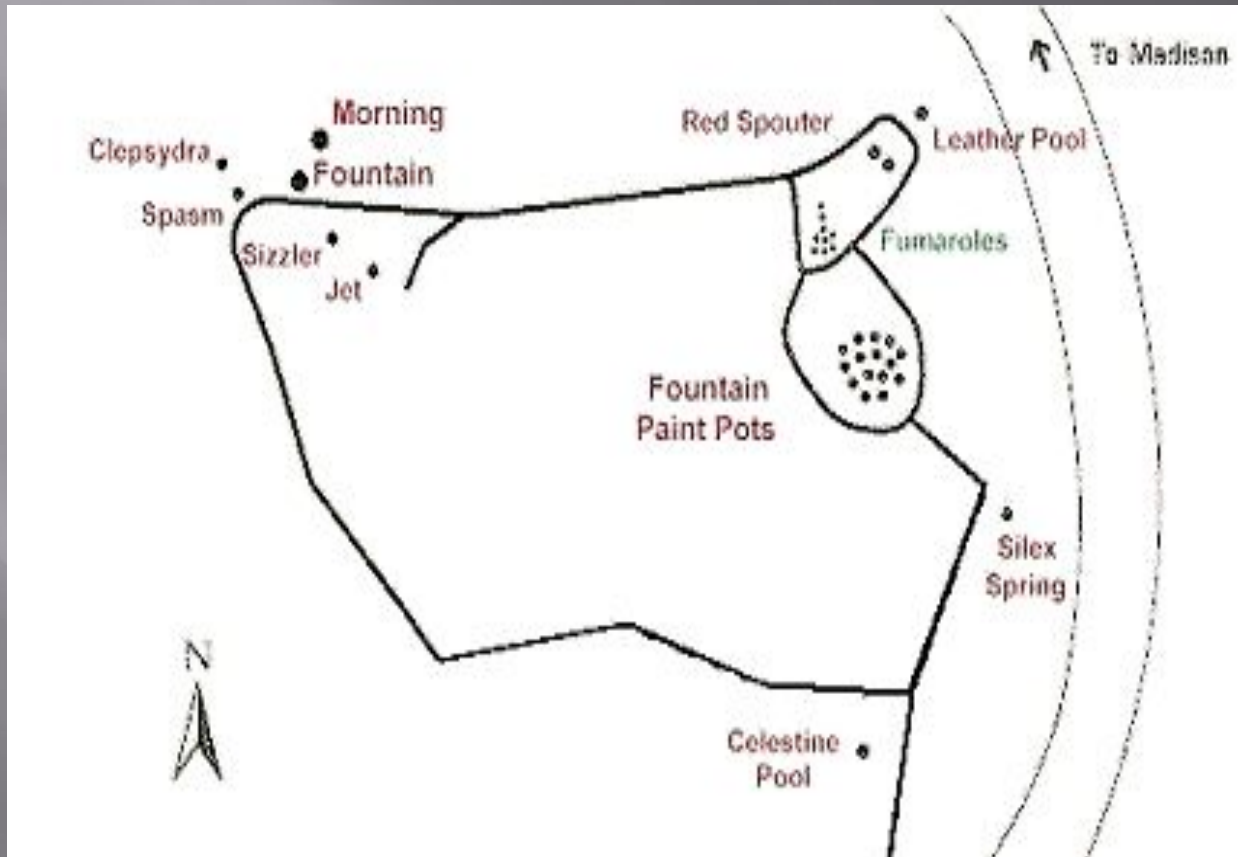 To Madison
Morning
Red Spouter
Leather Pool
Clepsydra
Fountain
Spasm
Sizzler
Fumaroles
Jet
Fountain
Paint Pots
Silex
Spring
N
Celestine
Pool